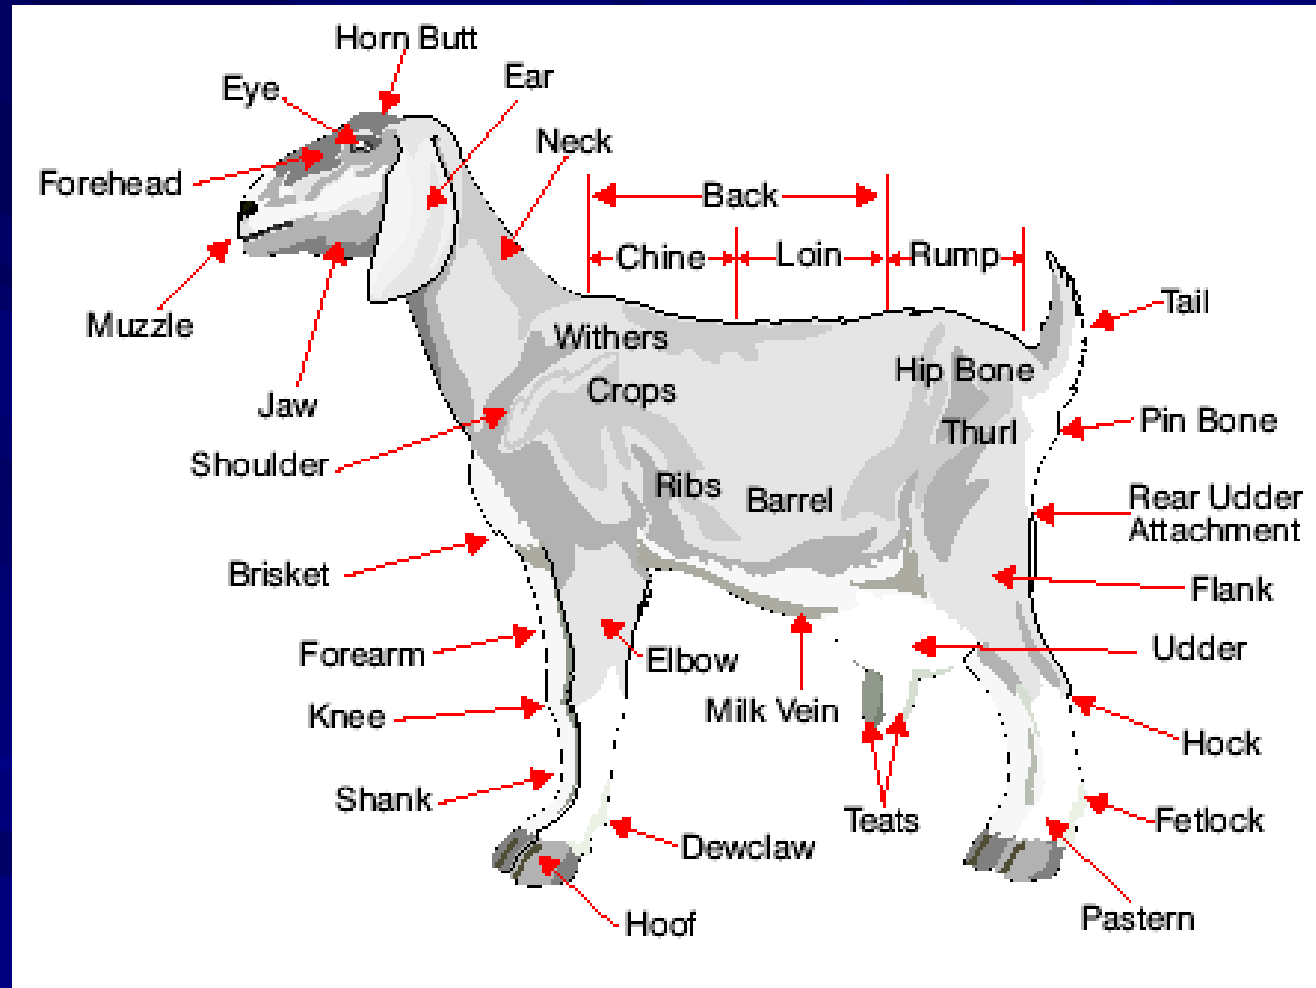 Horn Butt
Eye
Ear
Neck
Forehead
Back
Chine
Loin
Rump
Muzzle
Tail
Withers
Hip Bone
Crops
Jaw
Pin Bone
Thurl
Shoulder
Ribs
Barrel
Rear Udder
Attachment
Brisket
Flank
Forearm
Elbow
Udder
Knee
Milk Vein
Hock
Shank
Teats
Fetlock
Dewclaw
Hoof
Pastern